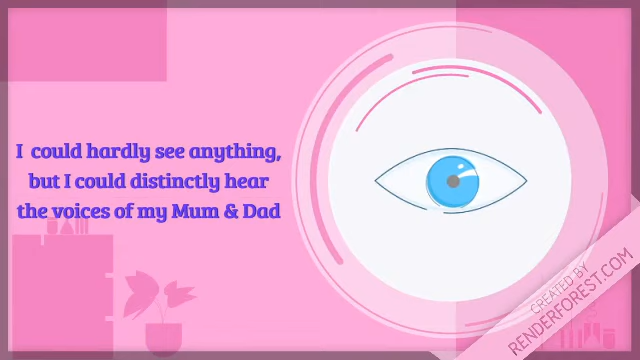 I could hardly see anything,
but I could distinctly hear
the voices of my Mum & Dad
CREATED BY
RENDERFOREST.COM